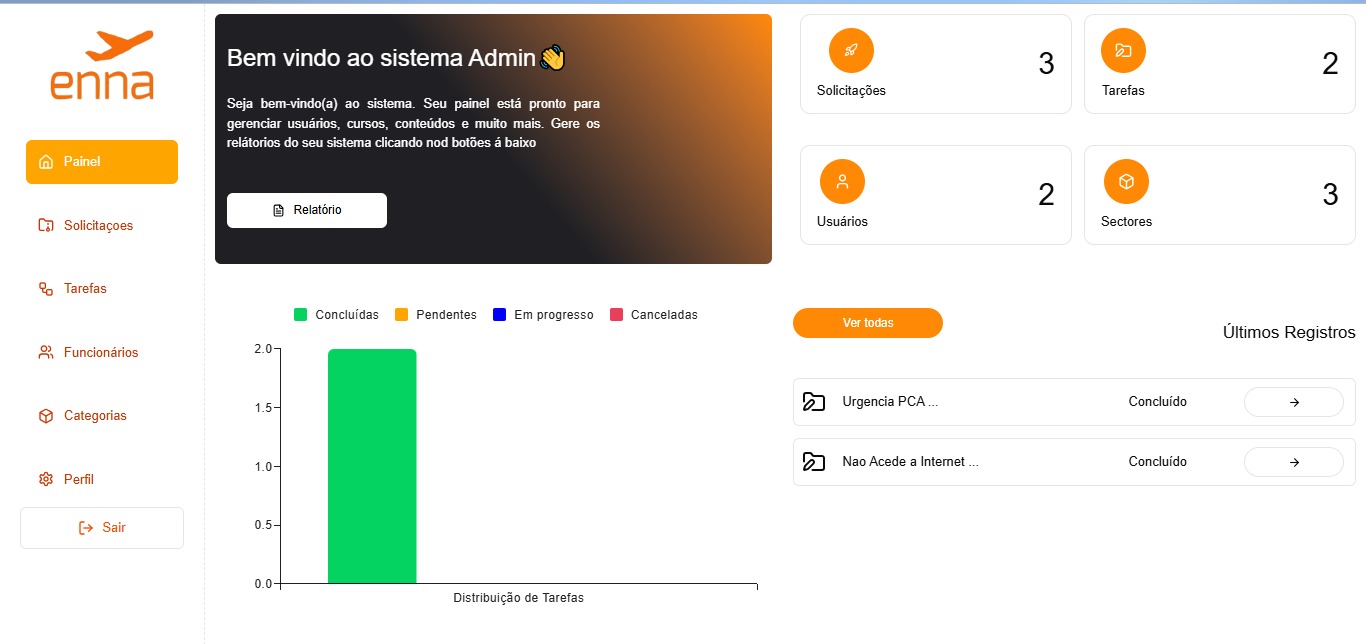 enna
Painel
Solicitaçoes
Tarefas
Funcionários
Categorias
Perfil
Sair
Bem vindo ao sistema Admin👋
Seja bem-vindo(a) ao sistema. Seu painel está pronto para
gerenciar usuários, cursos, conteúdos e muito mais. Gere os
relátorios do seu sistema clicando nod botões á baixo
Relatório
Solicitações
3
Tarefas
2
Usuários
2
Sectores
3
Concluídas Pendentes Em progresso Canceladas
2.0
1.5
1.0
0.5
0.0
Distribuição de Tarefas
Ver todas
Últimos Registros
Urgencia PCA ... Concluído →
Nao Acede a Internet ... Concluído →